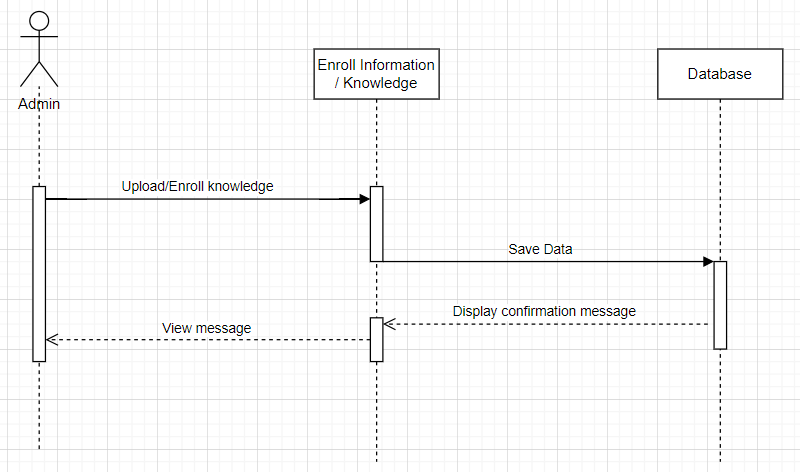 Admin
Enroll Information
/ Knowledge
Database
Upload/Enroll knowledge
Save Data
Display confirmation message
View message